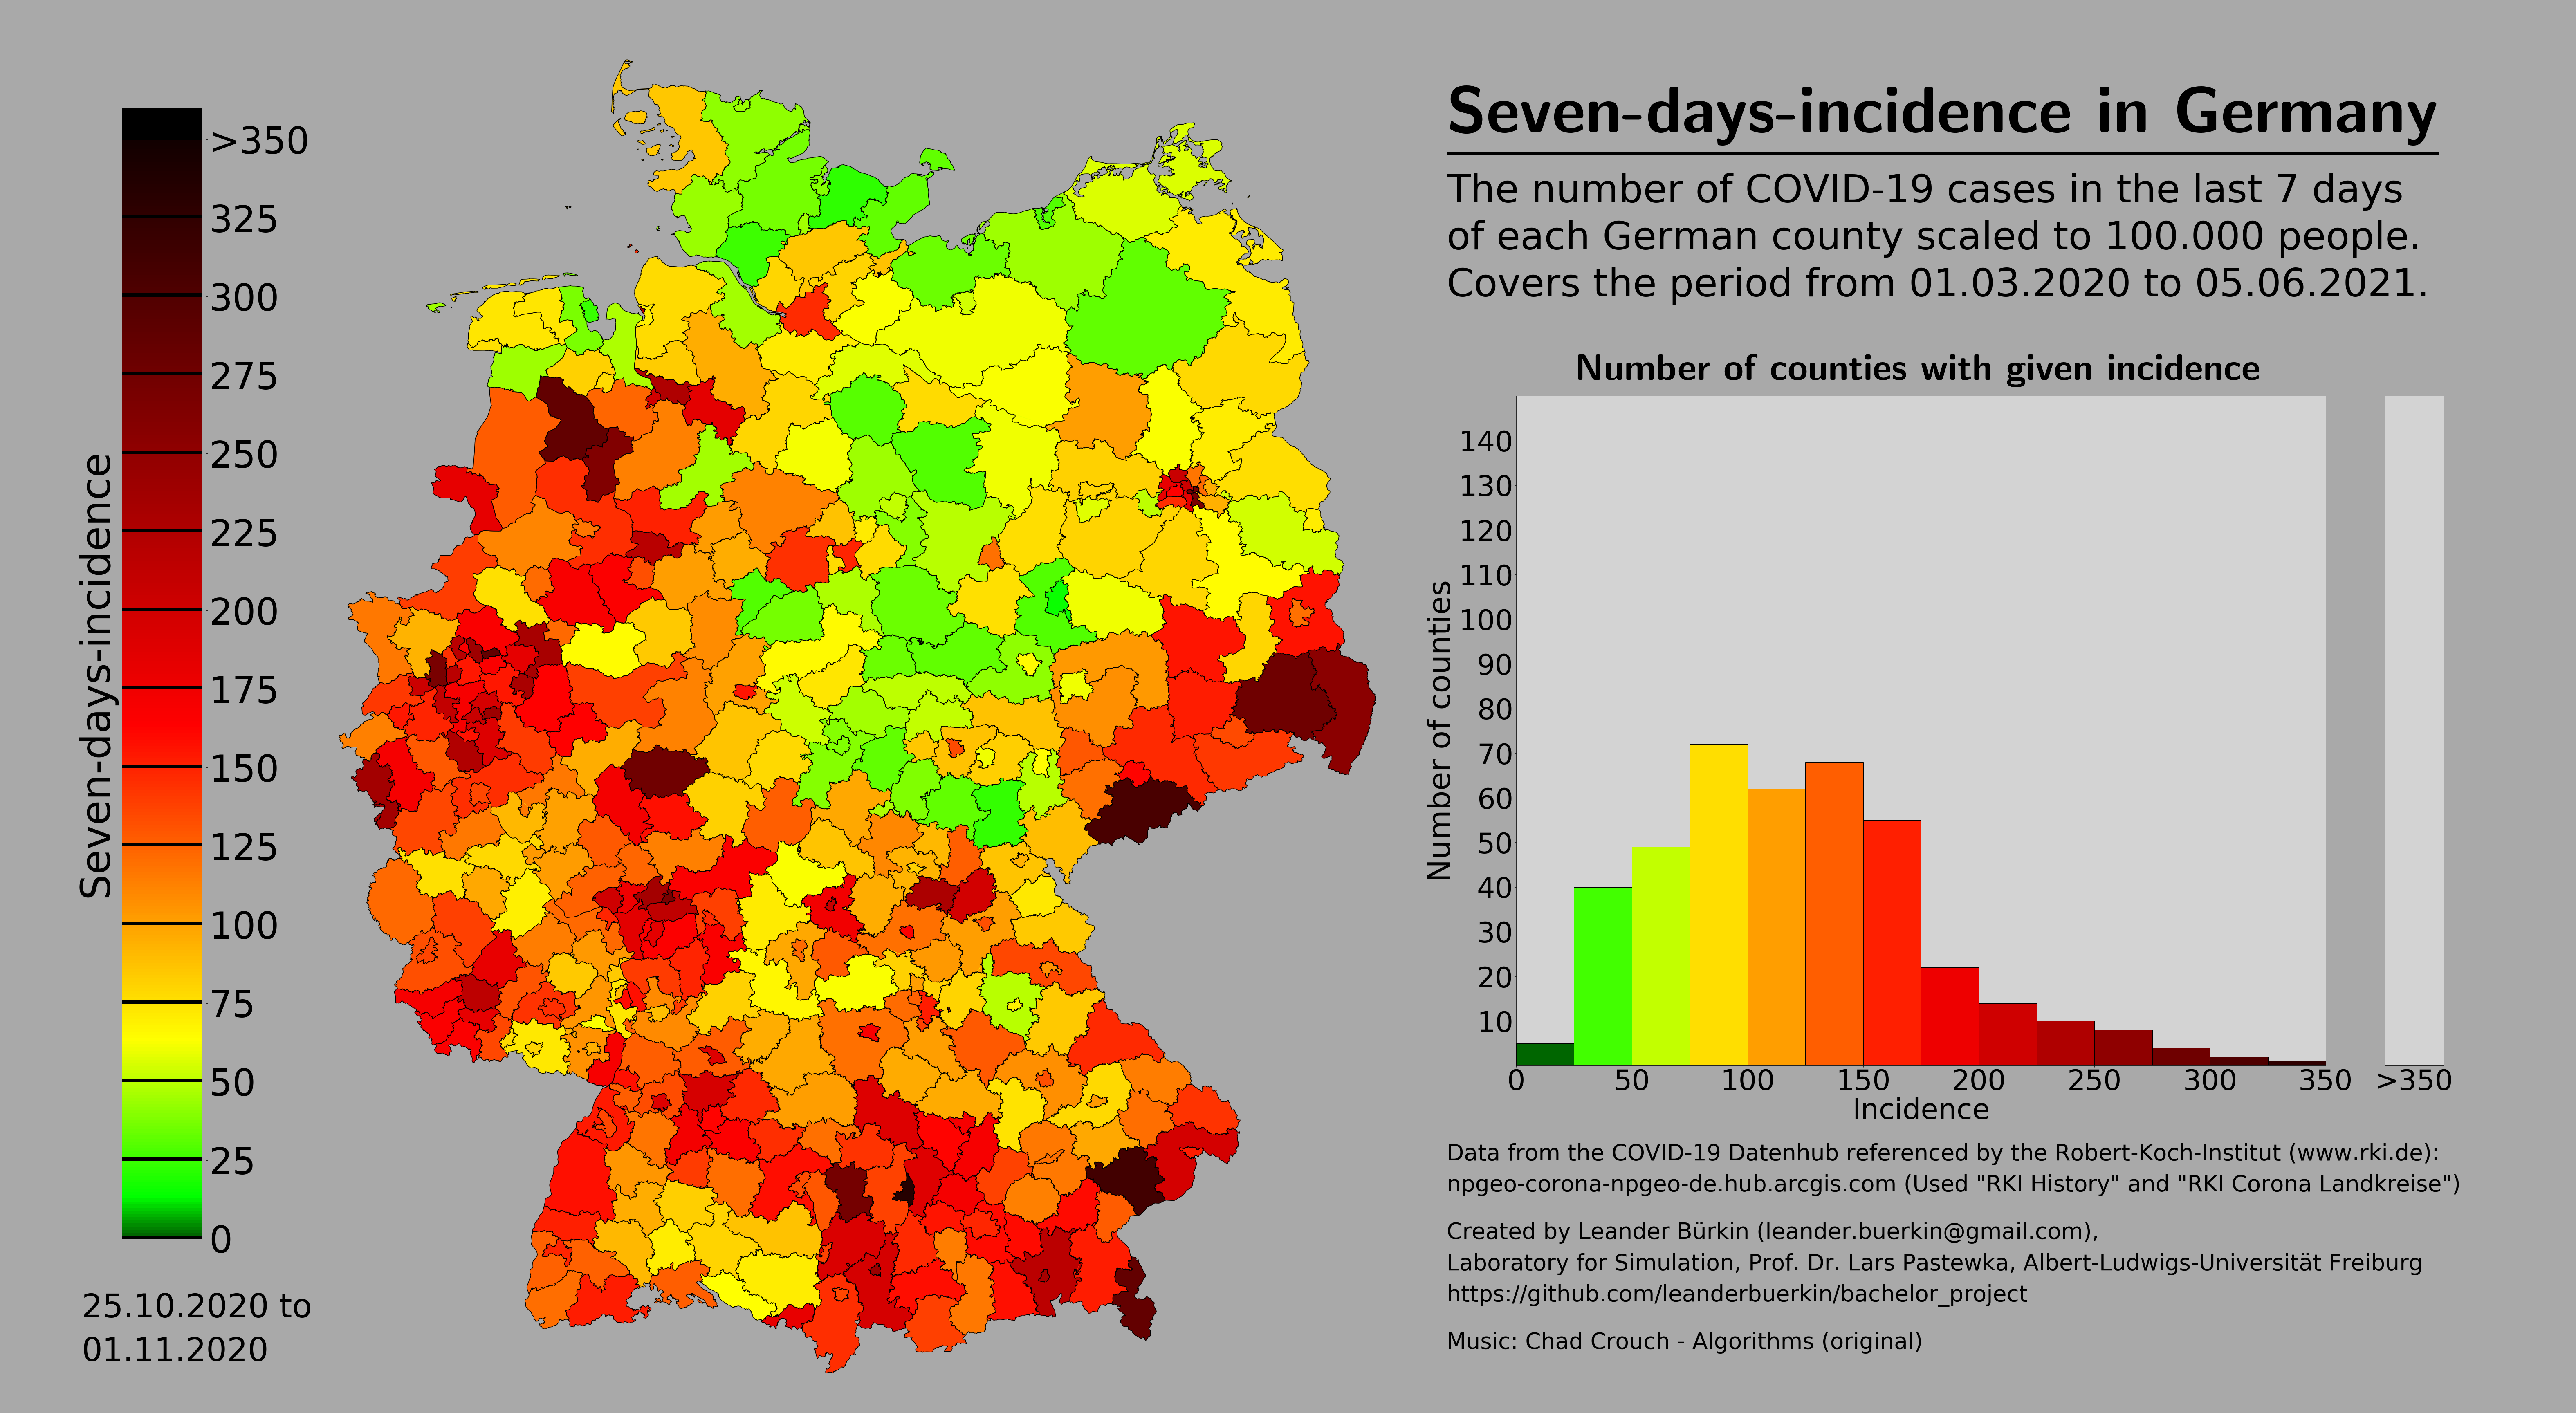 Seven-days-incidence in Germany
The number of COVID-19 cases in the last 7 days
of each German county scaled to 100.000 people.
Covers the period from 01.03.2020 to 05.06.2021.
Seven-days-incidence
>350
325
300
275
250
225
200
175
150
125
100
75
50
25
0
25.10.2020 to
01.11.2020
Number of counties with given incidence
Number of counties
140
130
120
110
100
90
80
70
60
50
40
30
20
10
0 50 100 150 200 250 300 350 >350
Incidence
Data from the COVID-19 Datenhub referenced by the Robert-Koch-Institut (www.rki.de):
npgeo-corona-npgeo-de.hub.arcgis.com (Used "RKI History" and "RKI Corona Landkreise")
Created by Leander Bürkin (leander.buerkin@gmail.com),
Laboratory for Simulation, Prof. Dr. Lars Pastewka, Albert-Ludwigs-Universität Freiburg
https://github.com/leanderbuerkin/bachelor_project
Music: Chad Crouch - Algorithms (original)